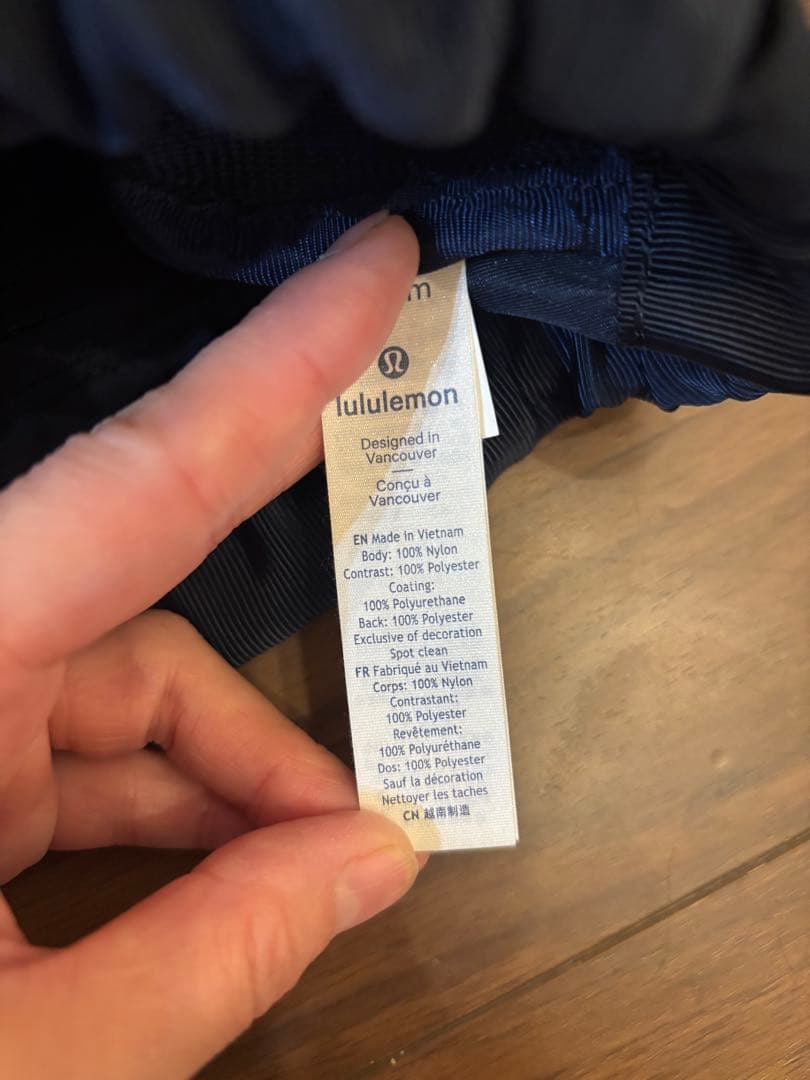 m
lululemon
Designed in
Vancouver
Conçu à
Vancouver
EN Made in Vietnam
Body: 100% Nylon
Contrast: 100% Polyester
Coating:
100% Polyurethane
Back: 100% Polyester
Exclusive of decoration
Spot clean
FR Fabriqué au Vietnam
Corps: 100% Nylon
Contrastant:
100% Polyester
Revêtement:
100% Polyuréthane
Dos: 100% Polyester
Sauf la décoration
Nettoyer les taches
CN 越南制造